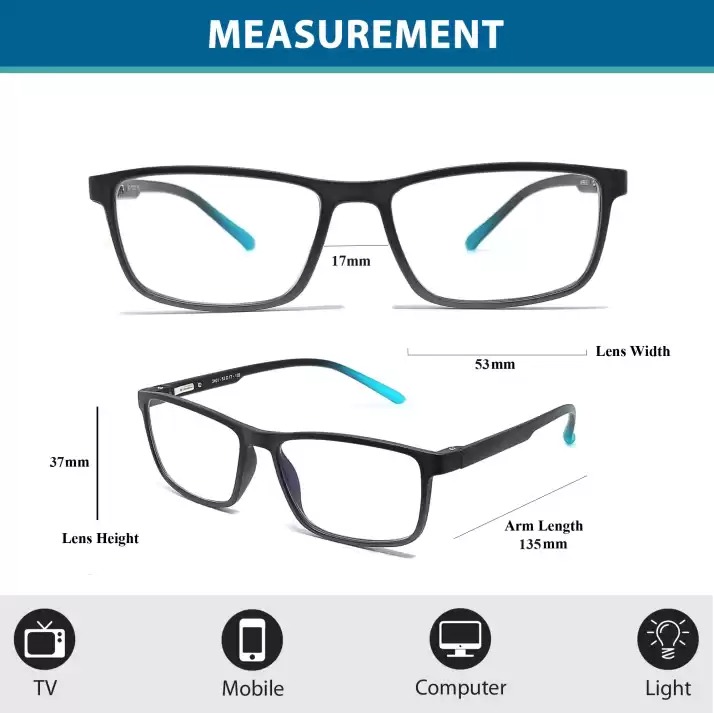 MEASUREMENT
17mm
53mm
Lens Width
37mm
Lens Height
Arm Length
135mm
TV
Mobile
Computer
Light